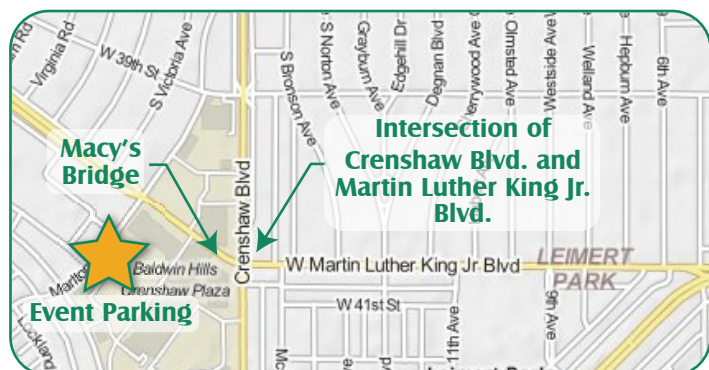 Virginia Rd
W 39th St
S Victoria Ave
S Bronson Ave
S Norton Ave
Grayburn Av
Edgehill Dr
Degnan Blvd
Olmsted Ave
Westside Ave
Welland Ave
Hepburn Ave
6th Ave
Macy's
Bridge
Crenshaw Blvd
Intersection of
Crenshaw Blvd. and
Martin Luther King Jr.
Blvd.
W Martin Luther King Jr Blvd
LEIMERT
PARK
Baldwin Hills
Crenshaw Plaza
Event Parking
W 41st St
11th Ave
9th Ave